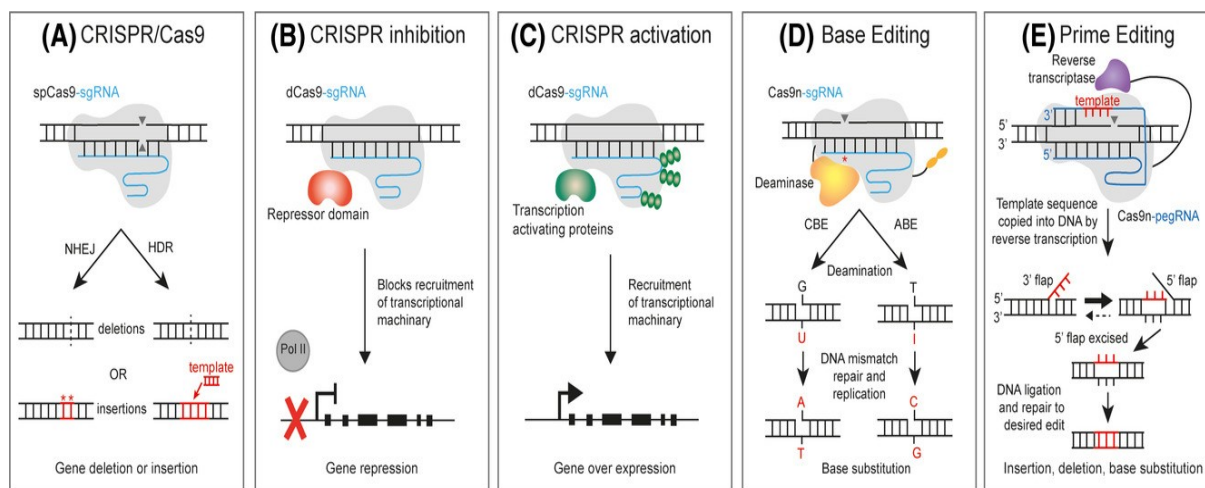 (A) CRISPR/Cas9
spCas9-sgRNA
NHEJ
HDR
deletions
OR
template
**
insertions
Gene deletion or insertion
(B) CRISPR inhibition
dCas9-sgRNA
Repressor domain
Blocks recruitment
of transcriptional
machinary
Pol II
Gene repression
(C) CRISPR activation
dCas9-sgRNA
Transcription
activating proteins
Recruitment
of transcriptional
machinary
Gene over expression
(D) Base Editing
Cas9n-sgRNA
*
Deaminase
CBE
ABE
Deamination
G
T
U
I
DNA mismatch
repair and
replication
A
C
T
G
Base substitution
(E) Prime Editing
Reverse
transcriptase
template
3'
5'
3'
5'
Cas9n-pegRNA
Template sequence
copied into DNA by
reverse transcription
3' flap
5' flap
5'
3'
5' flap excised
DNA ligation
and repair to
desired edit
Insertion, deletion, base substitution